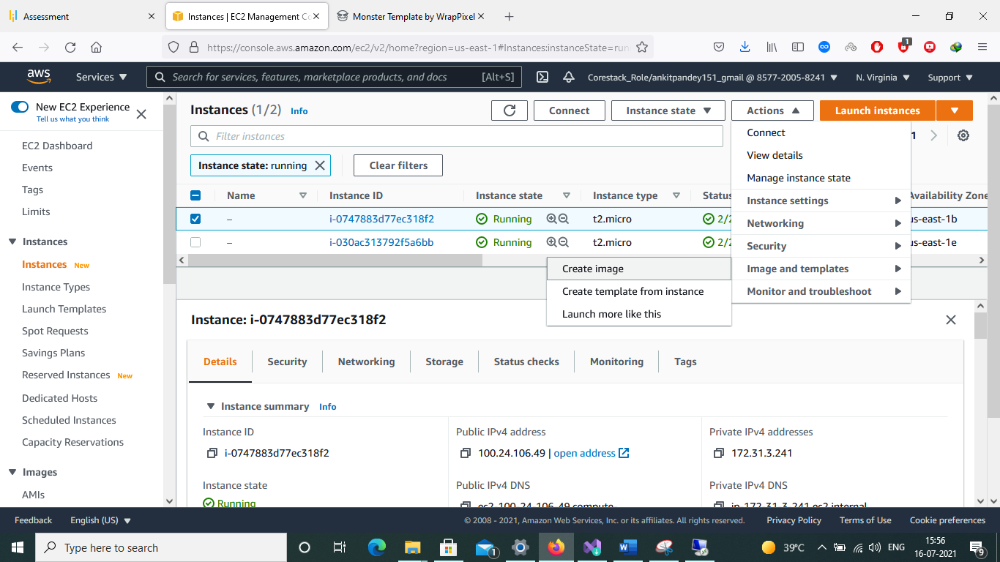 Assessment
Instances | EC2 Management Co
Monster Template by WrapPixel
https://console.aws.amazon.com/ec2/v2/home?region=us-east-1#Instances:instanceState=run
1
aws
Services
Search for services, features, marketplace products, and docs [Alt+S]
Corestack_Role/ankitpandey151_gmail @ 8577-2005-8241
N. Virginia
Support
New EC2 Experience
Tell us what you think
EC2 Dashboard
Events
Tags
Limits
Instances
Instances New
Instance Types
Launch Templates
Spot Requests
Savings Plans
Reserved Instances New
Dedicated Hosts
Scheduled Instances
Capacity Reservations
Images
AMIs
Instances (1/2) Info
Connect
Instance state
Actions
Launch instances
Filter instances
1
Instance state: running
Clear filters
Name Instance ID Instance state Instance type Status Availability Zone
– i-0747883d77ec318f2 Running t2.micro 2/2 us-east-1b
– i-030ac313792f5a6bb Running t2.micro 2/2 us-east-1e
Connect
View details
Manage instance state
Instance settings
Networking
Security
Image and templates
Monitor and troubleshoot
Create image
Create template from instance
Launch more like this
Instance: i-0747883d77ec318f2
Details Security Networking Storage Status checks Monitoring Tags
Instance summary Info
Instance ID
i-0747883d77ec318f2
Public IPv4 address
100.24.106.49 | open address
Private IPv4 addresses
172.31.3.241
Instance state
Running
Public IPv4 DNS
ec2-100-24-106-49.compute-
Private IPv4 DNS
ip-172-31-3-241.ec2.internal
Feedback English (US)
© 2008 - 2021, Amazon Web Services, Inc. or its affiliates. All rights reserved. Privacy Policy Terms of Use Cookie preferences
Type here to search
1
39°C
ENG
15:56
16-07-2021
9